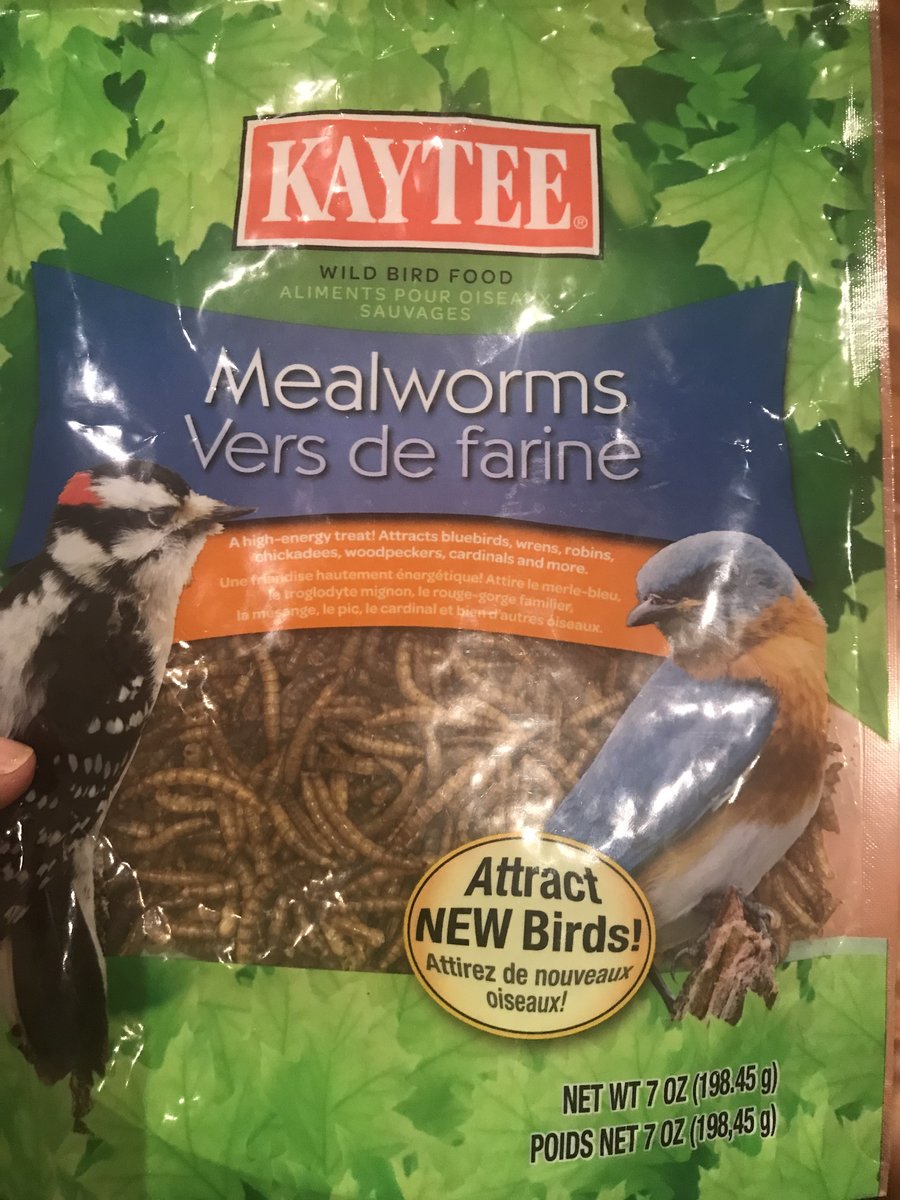 KAYTEE®
WILD BIRD FOOD
ALIMENTS POUR OISEAUX
SAUVAGES
Mealworms
Vers de farine
A high-energy treat! Attracts bluebirds, wrens, robins,
chickadees, woodpeckers, cardinals and more.
Une friandise hautement énergétique! Attire le merle-bleu,
le troglodyte mignon, le rouge-gorge familier,
la mésange, le pic, le cardinal et bien d'autres oiseaux.
Attract
NEW Birds!
Attirez de nouveaux
oiseaux!
NET WT 7 OZ (198.45 g)
POIDS NET 7 OZ (198,45 g)